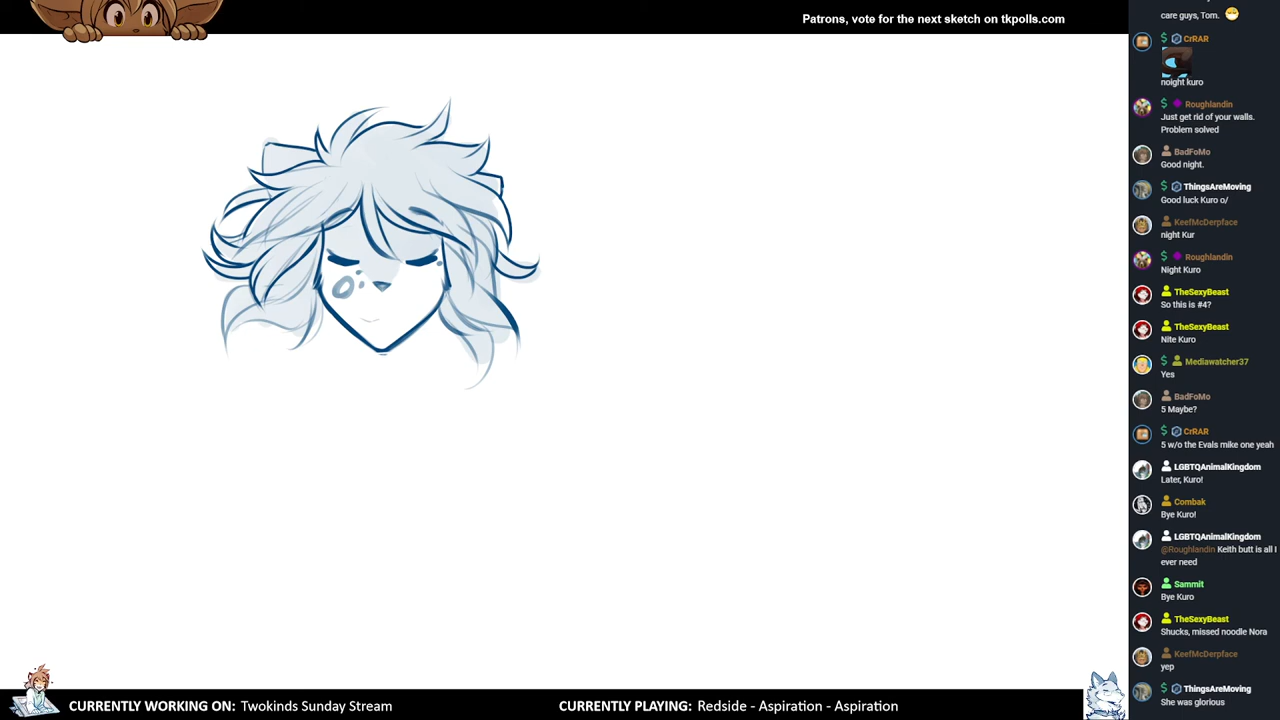 Patrons, vote for the next sketch on tkpolls.com
care guys, Tom.
CrRAR
noight kuro
Roughlandin
Just get rid of your walls.
Problem solved
BadFoMo
Good night.
ThingsAreMoving
Good luck Kuro o/
KeefMcDerpface
night Kur
Roughlandin
Night Kuro
TheSexyBeast
So this is #4?
TheSexyBeast
Nite Kuro
Mediawatcher37
Yes
BadFoMo
5 Maybe?
CrRAR
5 w/o the Evals mike one yeah
LGBTQAnimalKingdom
Later, Kuro!
Combak
Bye Kuro!
LGBTQAnimalKingdom
@Roughlandin Keith butt is all I
ever need
Sammit
Bye Kuro
TheSexyBeast
Shucks, missed noodle Nora
KeefMcDerpface
yep
ThingsAreMoving
She was glorious
CURRENTLY WORKING ON: Twokinds Sunday Stream
CURRENTLY PLAYING: Redside - Aspiration - Aspiration